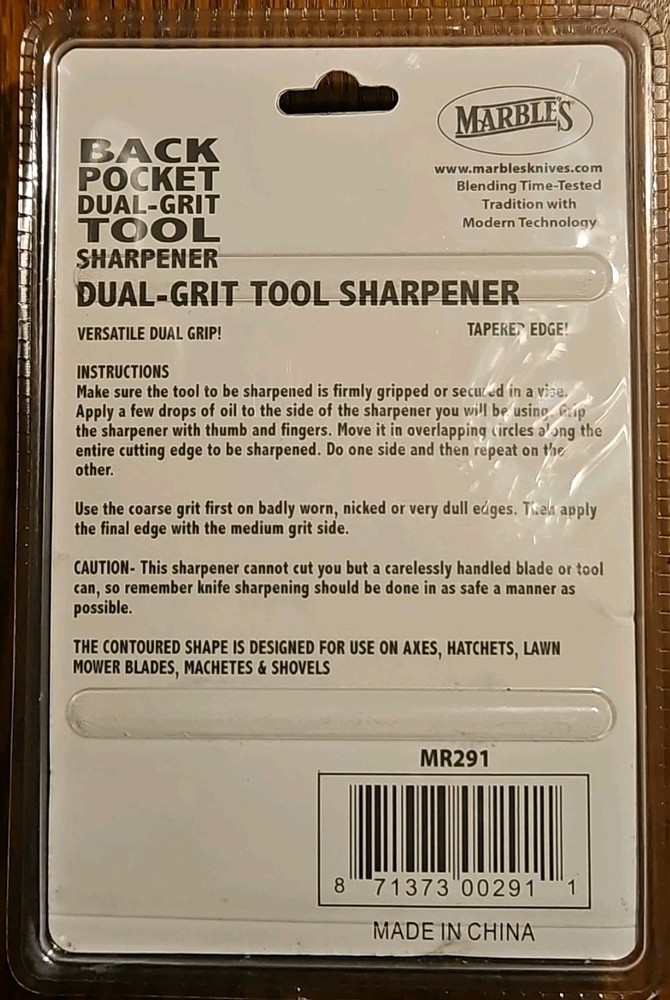 MARBLE'S
www.marblesknives.com
Blending Time-Tested
Tradition with
Modern Technology
BACK
POCKET
DUAL-GRIT
TOOL
SHARPENER
DUAL-GRIT TOOL SHARPENER
VERSATILE DUAL GRIP! TAPERED EDGE!
INSTRUCTIONS
Make sure the tool to be sharpened is firmly gripped or secured in a vise.
Apply a few drops of oil to the side of the sharpener you will be using. Grip
the sharpener with thumb and fingers. Move it in overlapping circles along the
entire cutting edge to be sharpened. Do one side and then repeat on the
other.
Use the coarse grit first on badly worn, nicked or very dull edges. Then apply
the final edge with the medium grit side.
CAUTION- This sharpener cannot cut you but a carelessly handled blade or tool
can, so remember knife sharpening should be done in as safe a manner as
possible.
THE CONTOURED SHAPE IS DESIGNED FOR USE ON AXES, HATCHETS, LAWN
MOWER BLADES, MACHETES & SHOVELS
MR291
8 71373 00291 1
MADE IN CHINA